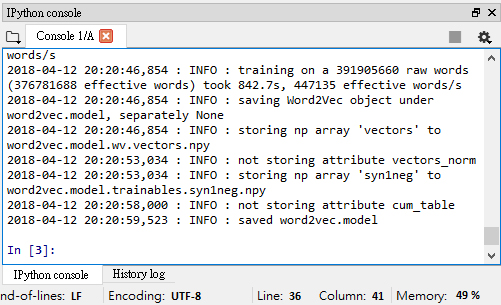 IPython console
Console 1/A
words/s
2018-04-12 20:20:46,854 : INFO : training on a 391905660 raw words
(376781688 effective words) took 842.7s, 447135 effective words/s
2018-04-12 20:20:46,854 : INFO : saving Word2Vec object under
word2vec.model, separately None
2018-04-12 20:20:46,854 : INFO : storing np array 'vectors' to
word2vec.model.wv.vectors.npy
2018-04-12 20:20:53,034 : INFO : not storing attribute vectors_norm
2018-04-12 20:20:53,034 : INFO : storing np array 'syn1neg' to
word2vec.model.trainables.syn1neg.npy
2018-04-12 20:20:58,000 : INFO : not storing attribute cum_table
2018-04-12 20:20:59,523 : INFO : saved word2vec.model
In [3]:
IPython console History log
nd-of-lines: LF Encoding: UTF-8 Line: 36 Column: 41 Memory: 49 %